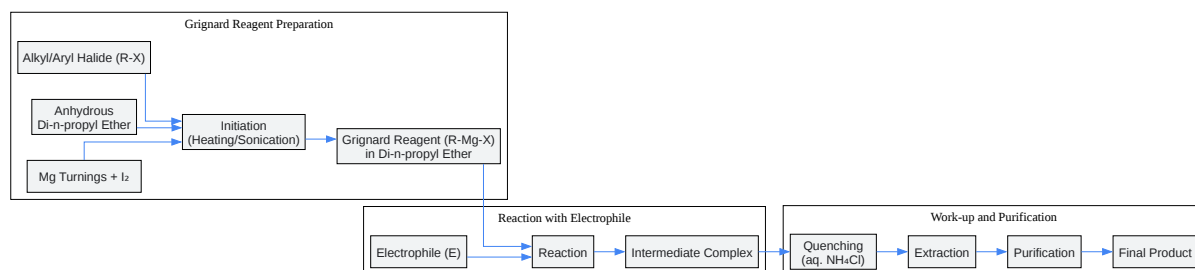 Grignard Reagent Preparation
Alkyl/Aryl Halide (R-X)
Anhydrous
Di-n-propyl Ether
Mg Turnings + I₂
Initiation
(Heating/Sonication)
Grignard Reagent (R-Mg-X)
in Di-n-propyl Ether
Reaction with Electrophile
Electrophile (E)
Reaction
Intermediate Complex
Work-up and Purification
Quenching
(aq. NH₄Cl)
Extraction
Purification
Final Product